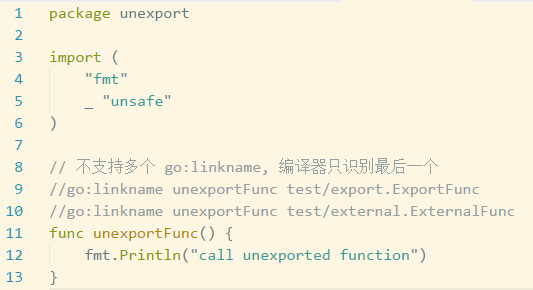 1 package unexport
2
3 import (
4     "fmt"
5     _ "unsafe"
6 )
7
8 // 不支持多个 go:linkname, 编译器只识别最后一个
9 //go:linkname unexportFunc test/export.ExportFunc
10 //go:linkname unexportFunc test/external.ExternalFunc
11 func unexportFunc() {
12     fmt.Println("call unexported function")
13 }